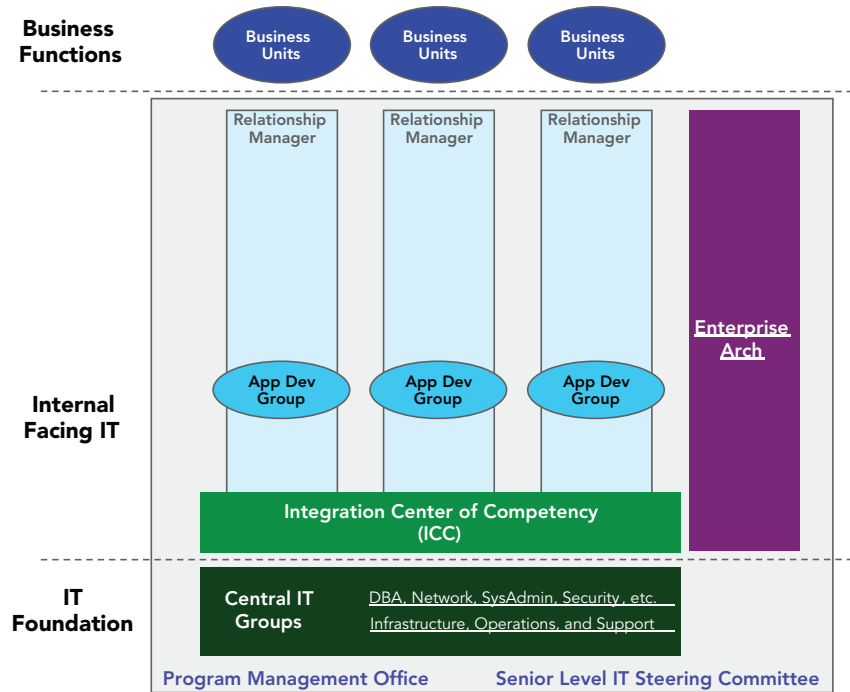 Business
Functions
Business
Units
Business
Units
Business
Units
Relationship
Manager
Relationship
Manager
Relationship
Manager
Enterprise
Arch
App Dev
Group
App Dev
Group
App Dev
Group
Internal
Facing IT
Integration Center of Competency
(ICC)
IT
Foundation
Central IT
Groups
DBA, Network, SysAdmin, Security, etc.
Infrastructure, Operations, and Support
Program Management Office
Senior Level IT Steering Committee